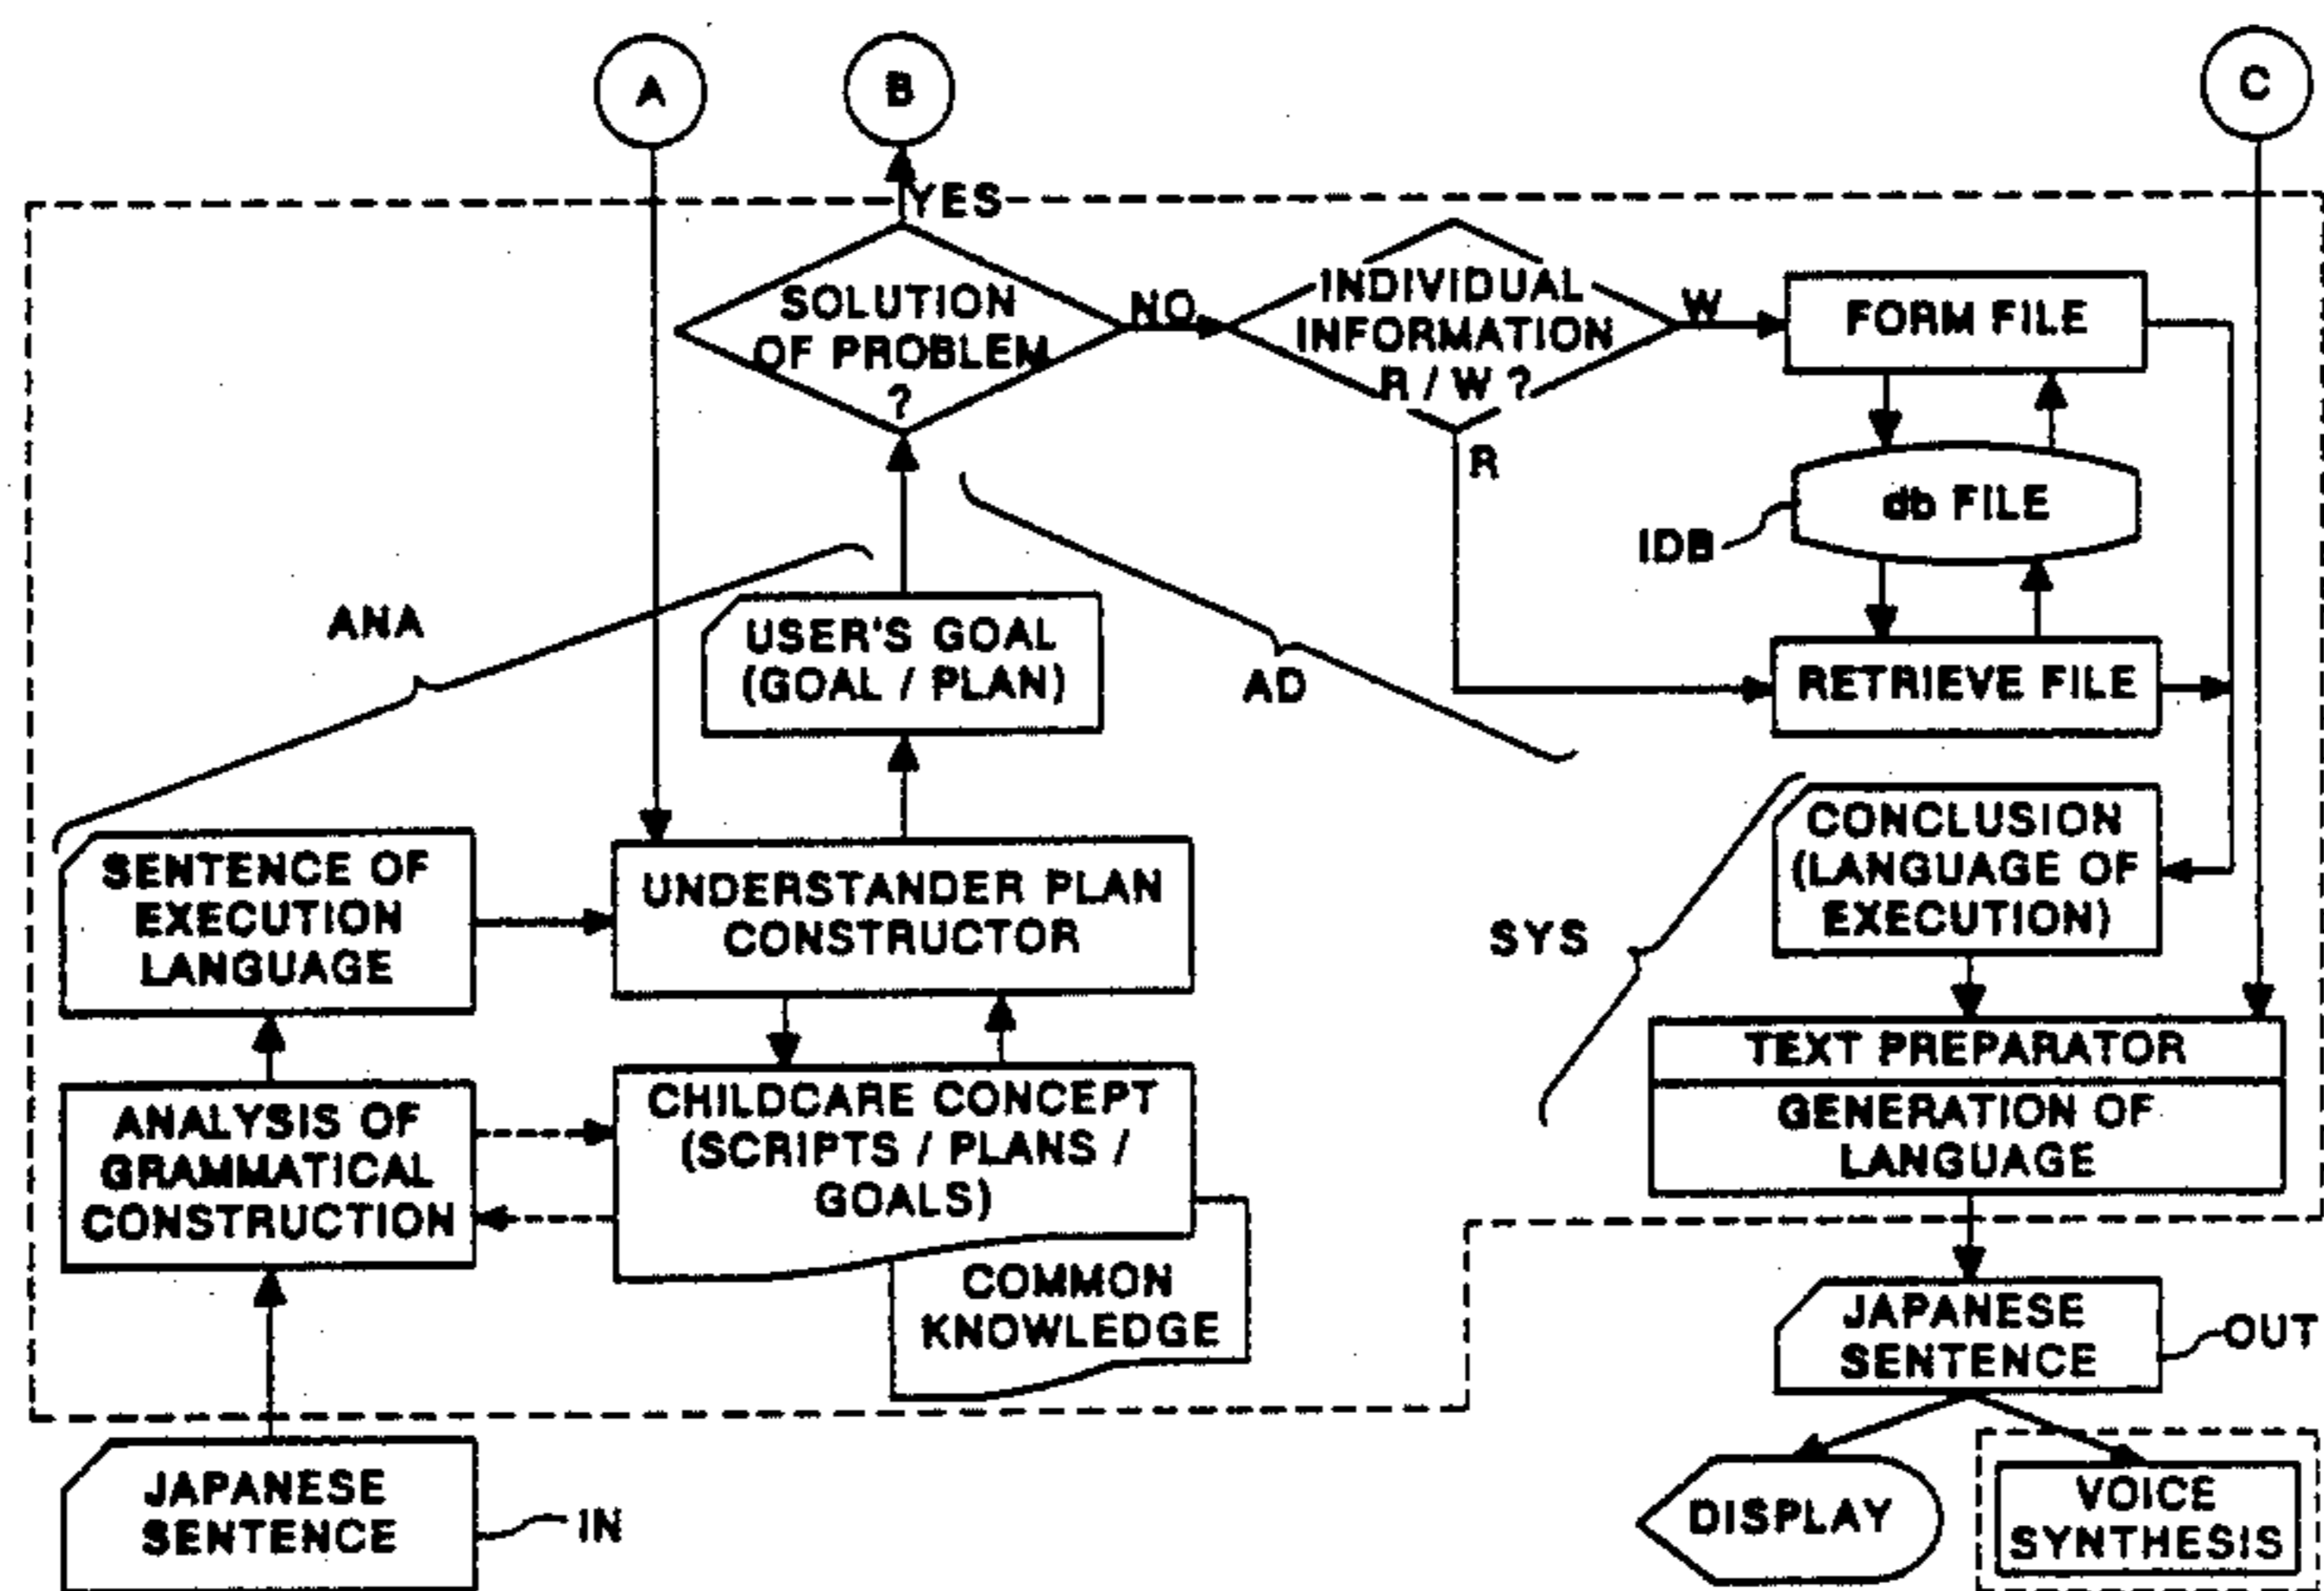 A
B
C
YES
SOLUTION
OF PROBLEM
?
NO
INDIVIDUAL
INFORMATION
R / W ?
W
R
FORM FILE
db FILE
IDB
RETRIEVE FILE
ANA
USER'S GOAL
(GOAL / PLAN)
AD
SENTENCE OF
EXECUTION
LANGUAGE
UNDERSTANDER PLAN
CONSTRUCTOR
SYS
CONCLUSION
(LANGUAGE OF
EXECUTION)
ANALYSIS OF
GRAMMATICAL
CONSTRUCTION
CHILDCARE CONCEPT
(SCRIPTS / PLANS /
GOALS)
COMMON
KNOWLEDGE
TEXT PREPARATOR
GENERATION OF
LANGUAGE
JAPANESE
SENTENCE
IN
JAPANESE
SENTENCE
OUT
DISPLAY
VOICE
SYNTHESIS